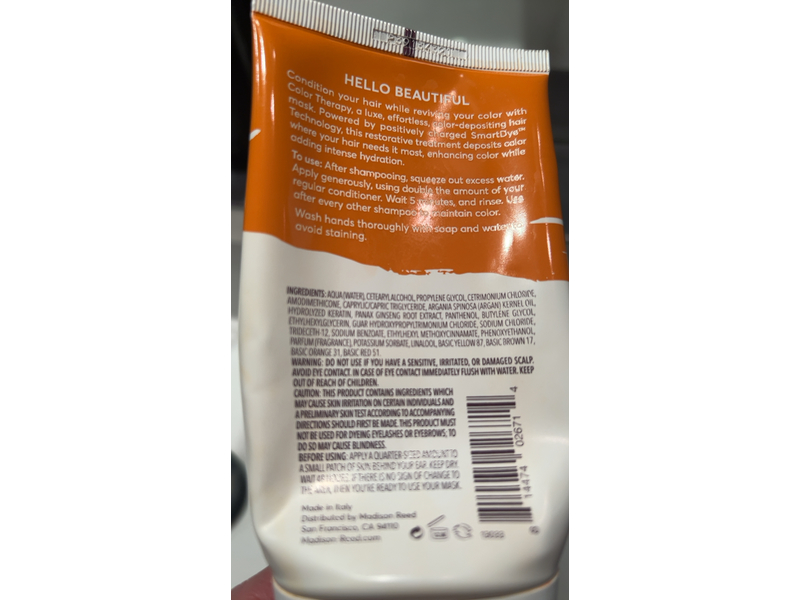 HELLO BEAUTIFUL
Condition your hair while reviving your color with
Color Therapy, a luxe, effortless, color-depositing hair
mask. Powered by positively charged SmartDye™
Technology, this restorative treatment deposits color
where your hair needs it most, enhancing color while
adding intense hydration.
To use: After shampooing, squeeze out excess water.
Apply generously, using double the amount of your
regular conditioner. Wait 5 minutes, and rinse. Use
after every other shampoo maintain color.
Wash hands thoroughly with soap and water
avoid staining.
INGREDIENTS: AQUA (WATER), CETEARYL ALCOHOL, PROPYLENE GLYCOL, CETRIMONIUM CHLORIDE,
AMODIMETHICONE, CAPRYLIC/CAPRIC TRIGLYCERIDE, ARGANIA SPINOSA (ARGAN) KERNEL OIL,
HYDROLYZED KERATIN, PANAX GINSENG ROOT EXTRACT, PANTHENOL, BUTYLENE GLYCOL,
ETHYLHEXYLGLYCERIN, GUAR HYDROXYPROPYLTRIMONIUM CHLORIDE, SODIUM CHLORIDE,
TRIDECETH-12, SODIUM BENZOATE, ETHYLHEXYL METHOXYCINNAMATE, PHENOXYETHANOL,
PARFUM (FRAGRANCE), POTASSIUM SORBATE, LINALOOL, BASIC YELLOW 87, BASIC BROWN 17,
BASIC ORANGE 31, BASIC RED 51.
WARNING: DO NOT USE IF YOU HAVE A SENSITIVE, IRRITATED, OR DAMAGED SCALP.
AVOID EYE CONTACT. IN CASE OF EYE CONTACT IMMEDIATELY FLUSH WITH WATER. KEEP
OUT OF REACH OF CHILDREN.
CAUTION: THIS PRODUCT CONTAINS INGREDIENTS WHICH
MAY CAUSE SKIN IRRITATION ON CERTAIN INDIVIDUALS AND
A PRELIMINARY SKIN TEST ACCORDING TO ACCOMPANYING
DIRECTIONS SHOULD FIRST BE MADE. THIS PRODUCT MUST
NOT BE USED FOR DYEING EYELASHES OR EYEBROWS; TO
DO SO MAY CAUSE BLINDNESS.
BEFORE USING: APPLY A QUARTER-SIZED AMOUNT TO
A SMALL PATCH OF SKIN BEHIND YOUR EAR. KEEP DRY.
WAIT 48 HOURS. IF THERE IS NO SIGN OF CHANGE TO
THE SKIN, THEN YOU'RE READY TO USE YOUR MASK.
14474 02671 4
Made in Italy
Distributed by Madison Reed
San Francisco, CA 94110
Madison-Reed.com